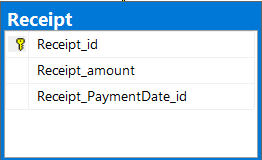 Receipt
Receipt_id
Receipt_amount
Receipt_PaymentDate_id